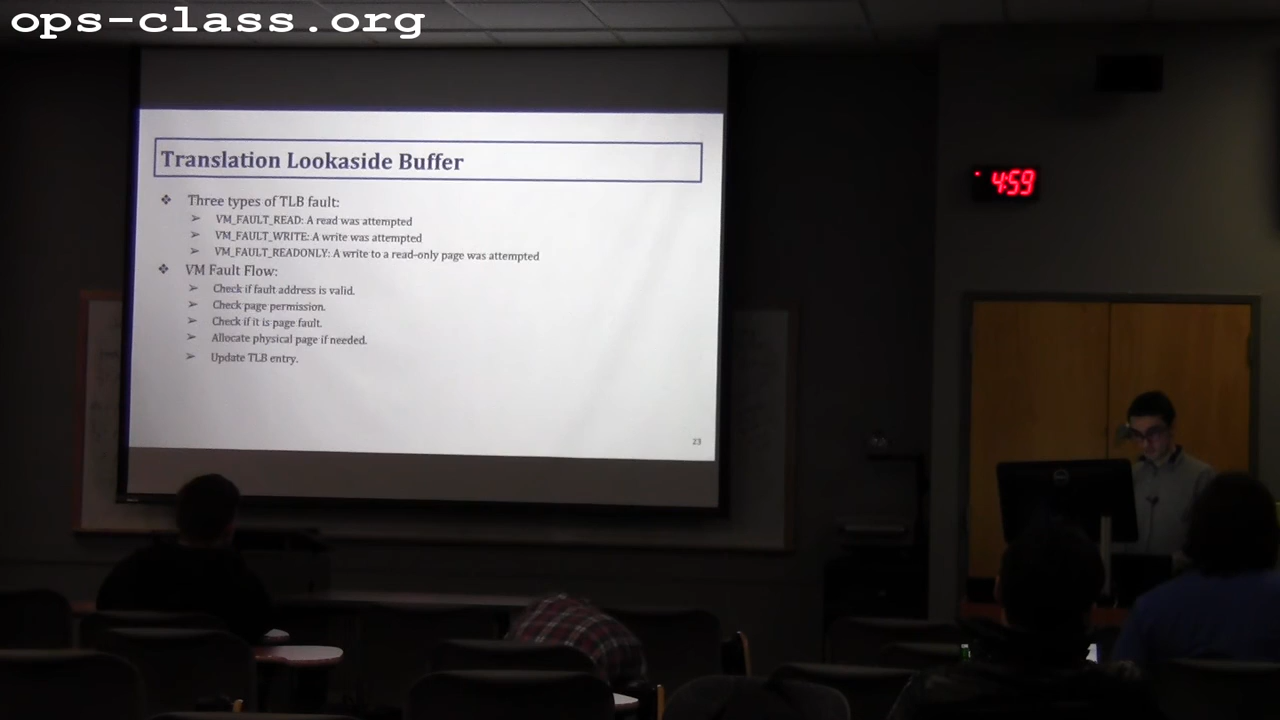 ops-class.org
Translation Lookaside Buffer
❖ Three types of TLB fault:
➢ VM_FAULT_READ: A read was attempted
➢ VM_FAULT_WRITE: A write was attempted
➢ VM_FAULT_READONLY: A write to a read-only page was attempted
❖ VM Fault Flow:
➢ Check if fault address is valid.
➢ Check page permission.
➢ Check if it is page fault.
➢ Allocate physical page if needed.
➢ Update TLB entry.
23
4:59